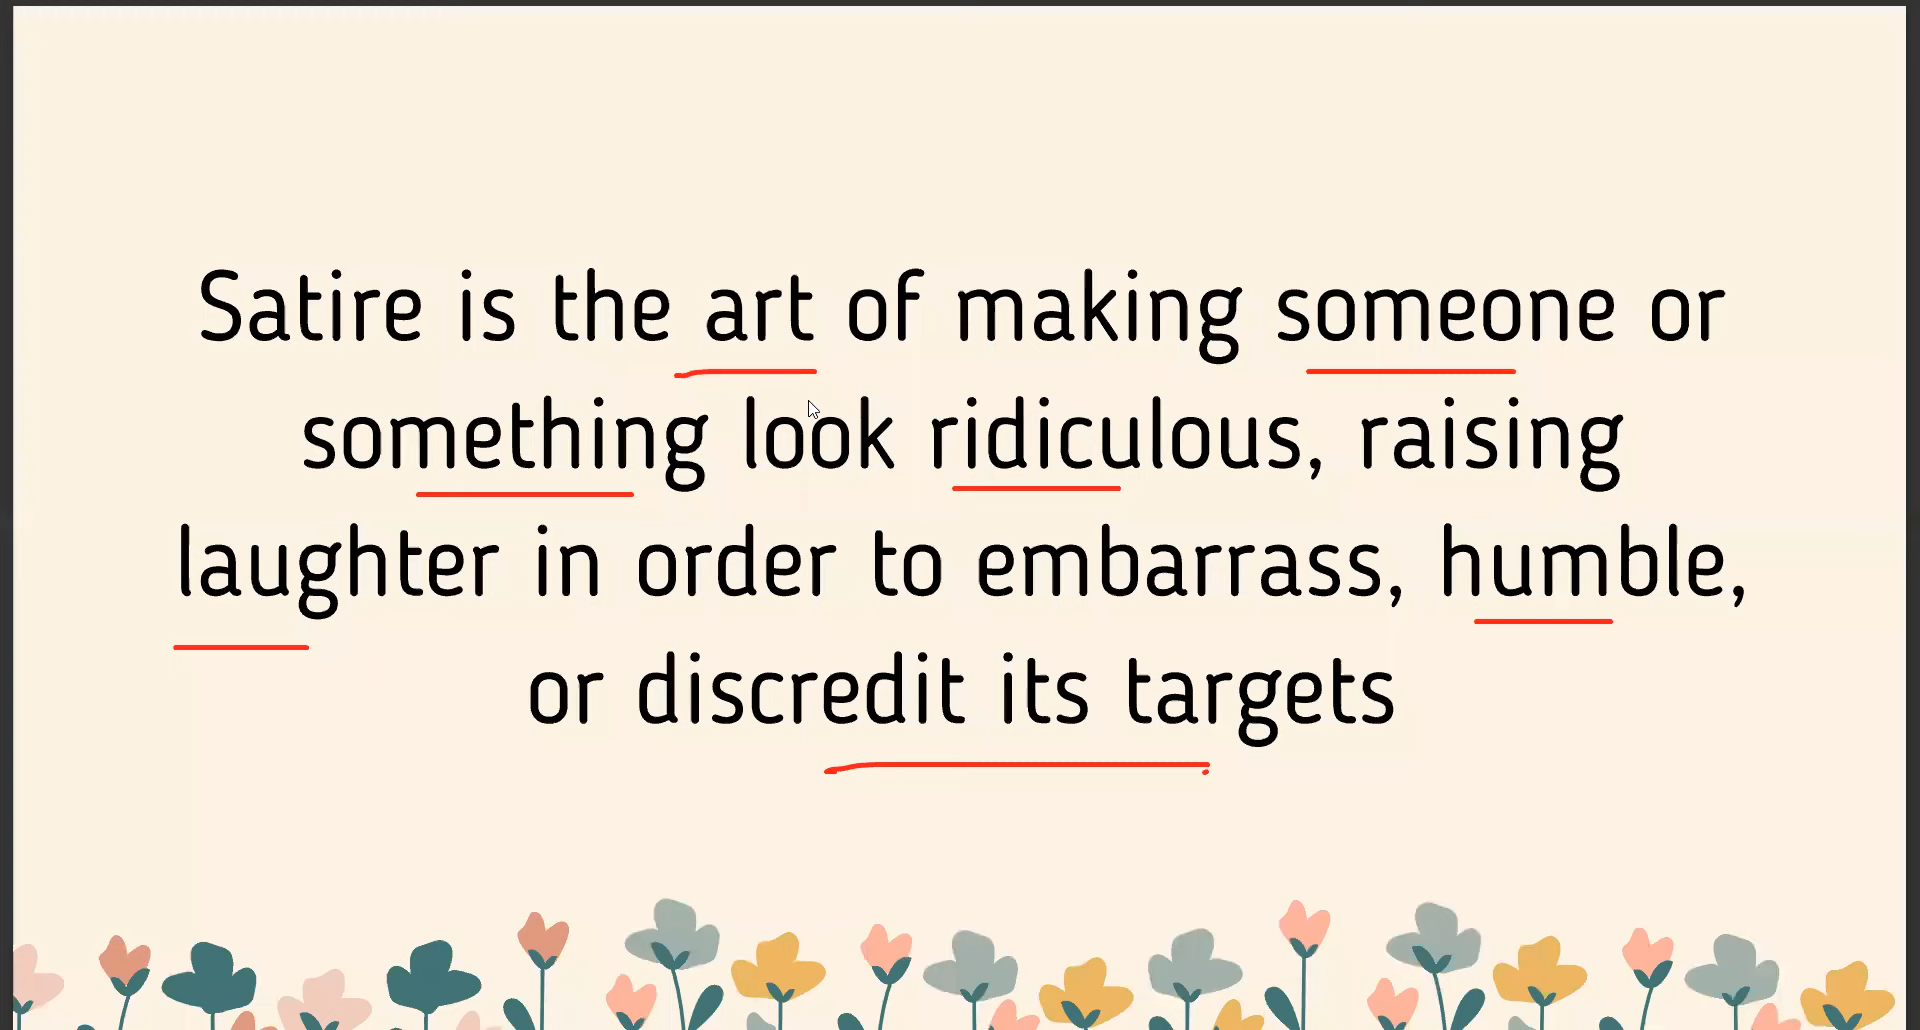 Satire is the art of making someone or
something look ridiculous, raising
laughter in order to embarrass, humble,
or discredit its targets